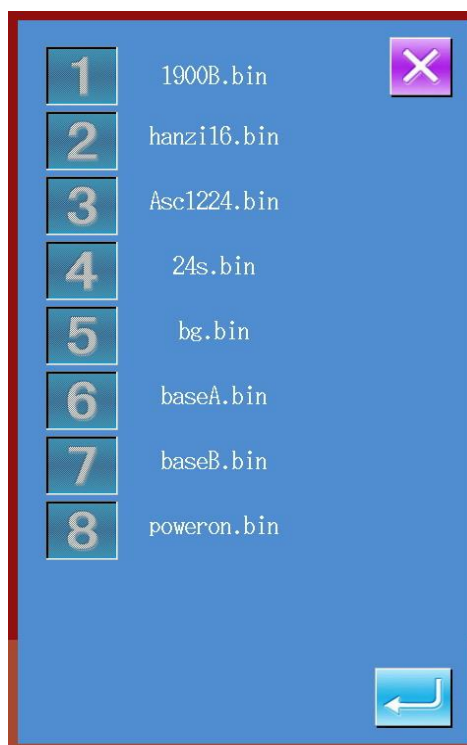 1 1900B.bin
2 hanzi16.bin
3 Asc1224.bin
4 24s.bin
5 bg.bin
6 baseA.bin
7 baseB.bin
8 poweron.bin